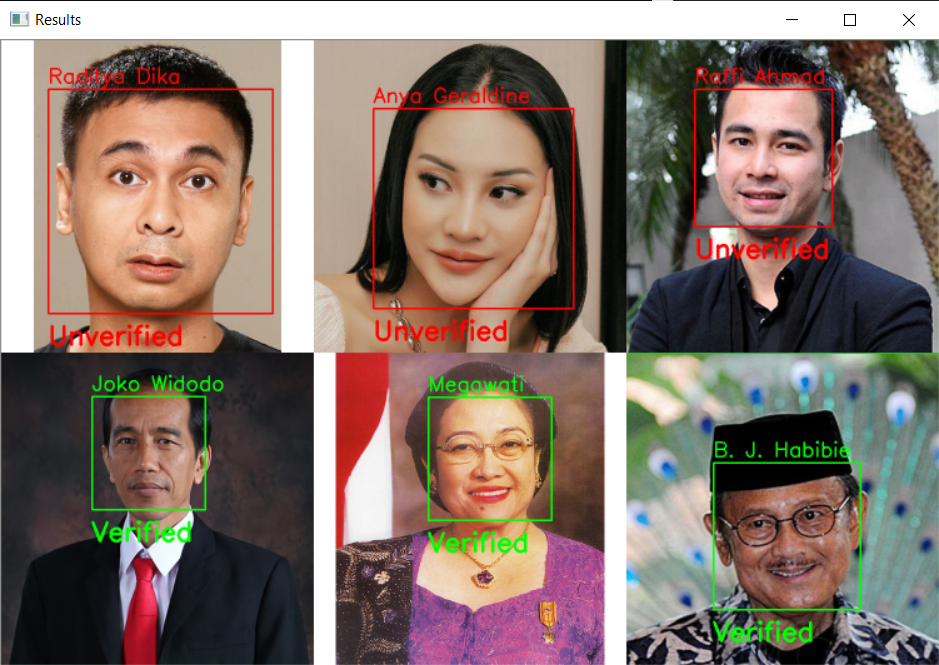 Results
Raditya Dika
Anya Geraldine
Raffi Ahmad
Unverified
Unverified
Unverified
Joko Widodo
Megawati
B. J. Habibie
Verified
Verified
Verified